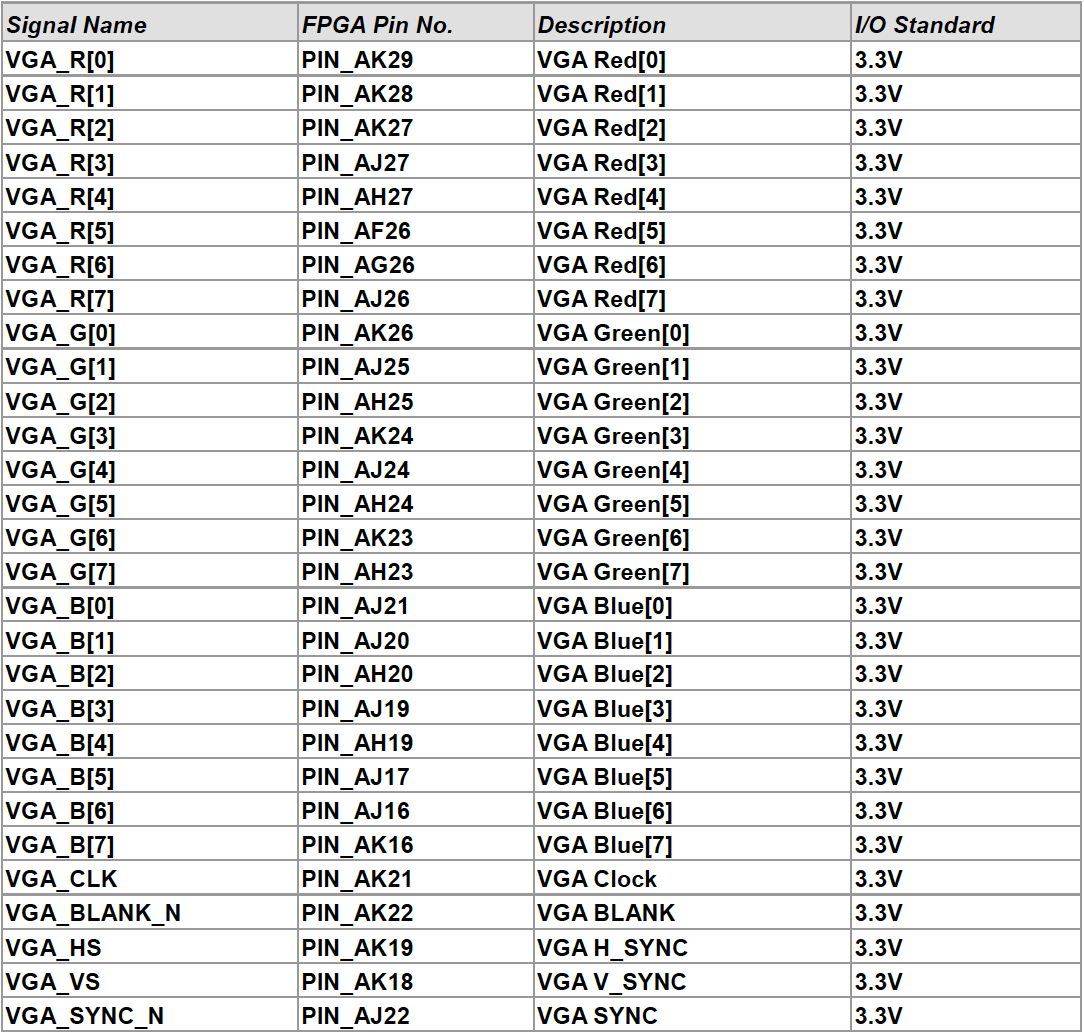 Signal Name FPGA Pin No. Description I/O Standard
VGA_R[0] PIN_AK29 VGA Red[0] 3.3V
VGA_R[1] PIN_AK28 VGA Red[1] 3.3V
VGA_R[2] PIN_AK27 VGA Red[2] 3.3V
VGA_R[3] PIN_AJ27 VGA Red[3] 3.3V
VGA_R[4] PIN_AH27 VGA Red[4] 3.3V
VGA_R[5] PIN_AF26 VGA Red[5] 3.3V
VGA_R[6] PIN_AG26 VGA Red[6] 3.3V
VGA_R[7] PIN_AJ26 VGA Red[7] 3.3V
VGA_G[0] PIN_AK26 VGA Green[0] 3.3V
VGA_G[1] PIN_AJ25 VGA Green[1] 3.3V
VGA_G[2] PIN_AH25 VGA Green[2] 3.3V
VGA_G[3] PIN_AK24 VGA Green[3] 3.3V
VGA_G[4] PIN_AJ24 VGA Green[4] 3.3V
VGA_G[5] PIN_AH24 VGA Green[5] 3.3V
VGA_G[6] PIN_AK23 VGA Green[6] 3.3V
VGA_G[7] PIN_AH23 VGA Green[7] 3.3V
VGA_B[0] PIN_AJ21 VGA Blue[0] 3.3V
VGA_B[1] PIN_AJ20 VGA Blue[1] 3.3V
VGA_B[2] PIN_AH20 VGA Blue[2] 3.3V
VGA_B[3] PIN_AJ19 VGA Blue[3] 3.3V
VGA_B[4] PIN_AH19 VGA Blue[4] 3.3V
VGA_B[5] PIN_AJ17 VGA Blue[5] 3.3V
VGA_B[6] PIN_AJ16 VGA Blue[6] 3.3V
VGA_B[7] PIN_AK16 VGA Blue[7] 3.3V
VGA_CLK PIN_AK21 VGA Clock 3.3V
VGA_BLANK_N PIN_AK22 VGA BLANK 3.3V
VGA_HS PIN_AK19 VGA H_SYNC 3.3V
VGA_VS PIN_AK18 VGA V_SYNC 3.3V
VGA_SYNC_N PIN_AJ22 VGA SYNC 3.3V